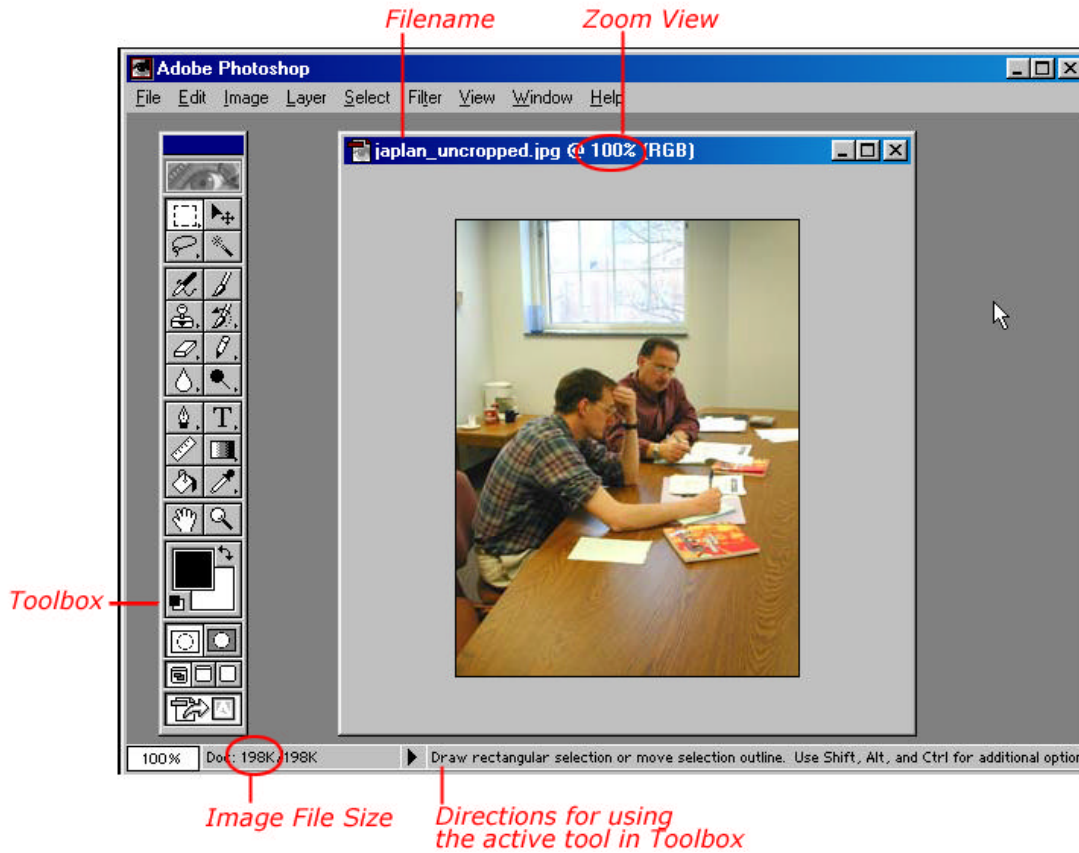 Filename
Zoom View
Adobe Photoshop
File Edit Image Layer Select Filter View Window Help
japlan_uncropped.jpg @ 100% (RGB)
T
Toolbox
100% Doc: 198K/198K Draw rectangular selection or move selection outline. Use Shift, Alt, and Ctrl for additional option
Image File Size
Directions for using
the active tool in Toolbox